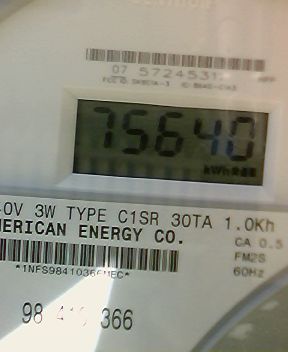 07 5724531
75640
kWh
.0V 3W TYPE C1SR 30TA 1.0Kh
MERICAN ENERGY CO.
CA 0.5
FM2S
60Hz
98 366